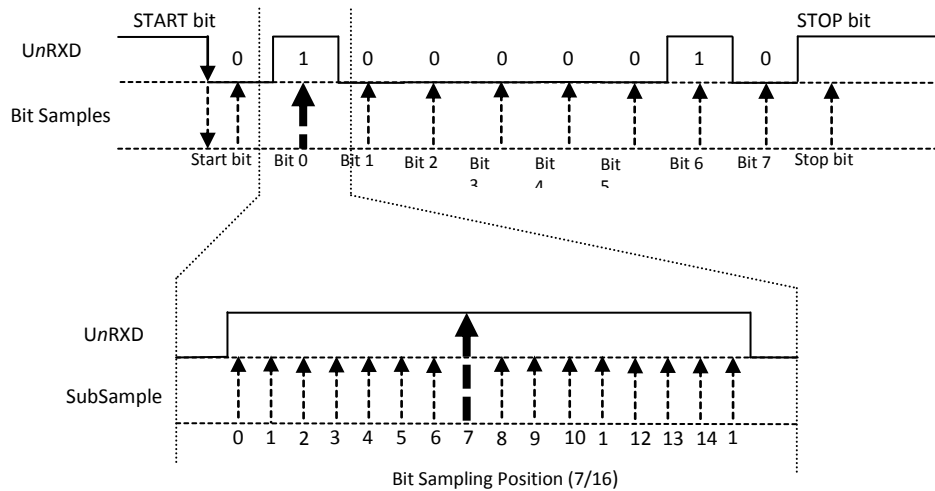 START bit STOP bit
UnRXD 0 1 0 0 0 0 0 1 0
Bit Samples
Start bit Bit 0 Bit 1 Bit 2 Bit Bit Bit Bit 6 Bit 7 Stop bit
UnRXD
SubSample
0 1 2 3 4 5 6 7 8 9 10 1 12 13 14 1
Bit Sampling Position (7/16)